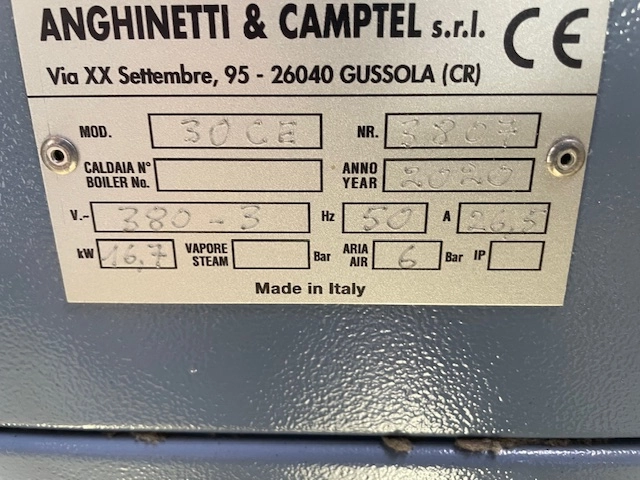 ANGHINETTI & CAMPTEL s.r.l. CE
Via XX Settembre, 95 - 26040 GUSSOLA (CR)
MOD. 30CE NR. 3807
CALDAIA N° ANNO
BOILER No. YEAR 2020
V.~ 380-3 Hz 50 A 26,5
kW 16,7 VAPORE STEAM Bar ARIA AIR 6 Bar IP
Made in Italy